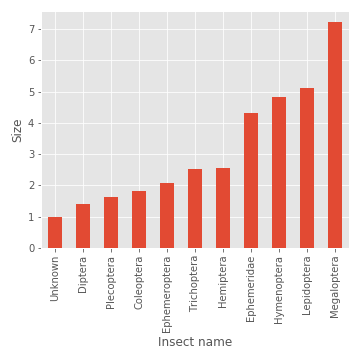 7
6
5
4
3
2
1
0
Size
Unknown
Diptera
Plecoptera
Coleoptera
Ephemeroptera
Trichoptera
Hemiptera
Ephemeridae
Hymenoptera
Lepidoptera
Megaloptera
Insect name